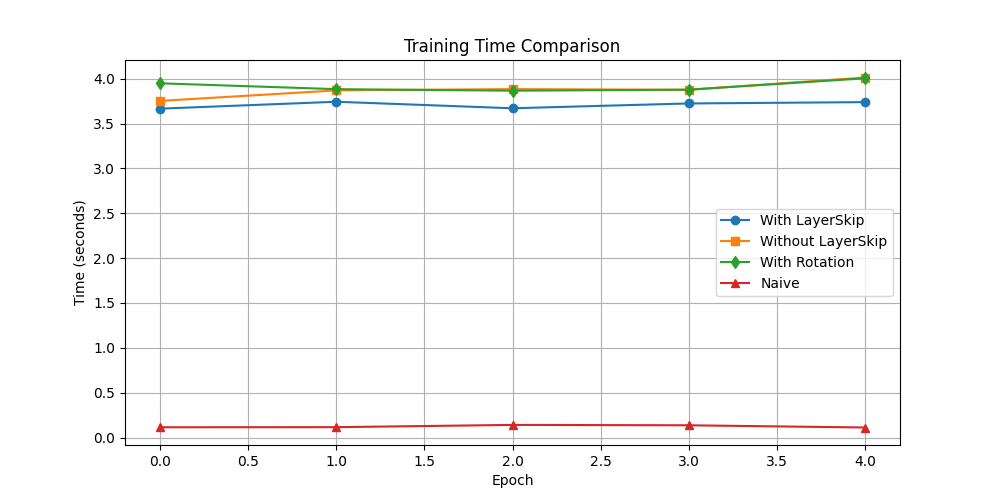 Training Time Comparison
4.0
3.5
3.0
2.5
2.0
1.5
1.0
0.5
0.0
Time (seconds)
With LayerSkip
Without LayerSkip
With Rotation
Naive
0.0 0.5 1.0 1.5 2.0 2.5 3.0 3.5 4.0
Epoch